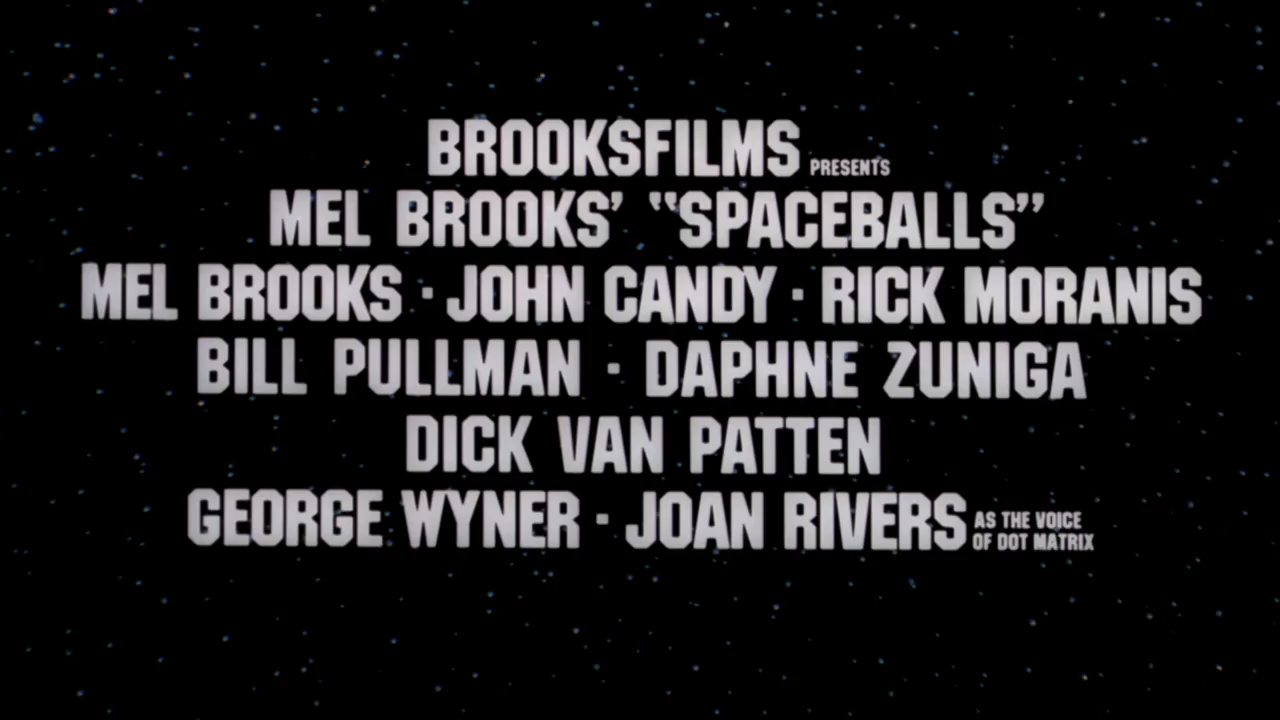 BROOKSFILMS PRESENTS
MEL BROOKS' "SPACEBALLS"
MEL BROOKS · JOHN CANDY · RICK MORANIS
BILL PULLMAN · DAPHNE ZUNIGA
DICK VAN PATTEN
GEORGE WYNER · JOAN RIVERS AS THE VOICE OF DOT MATRIX